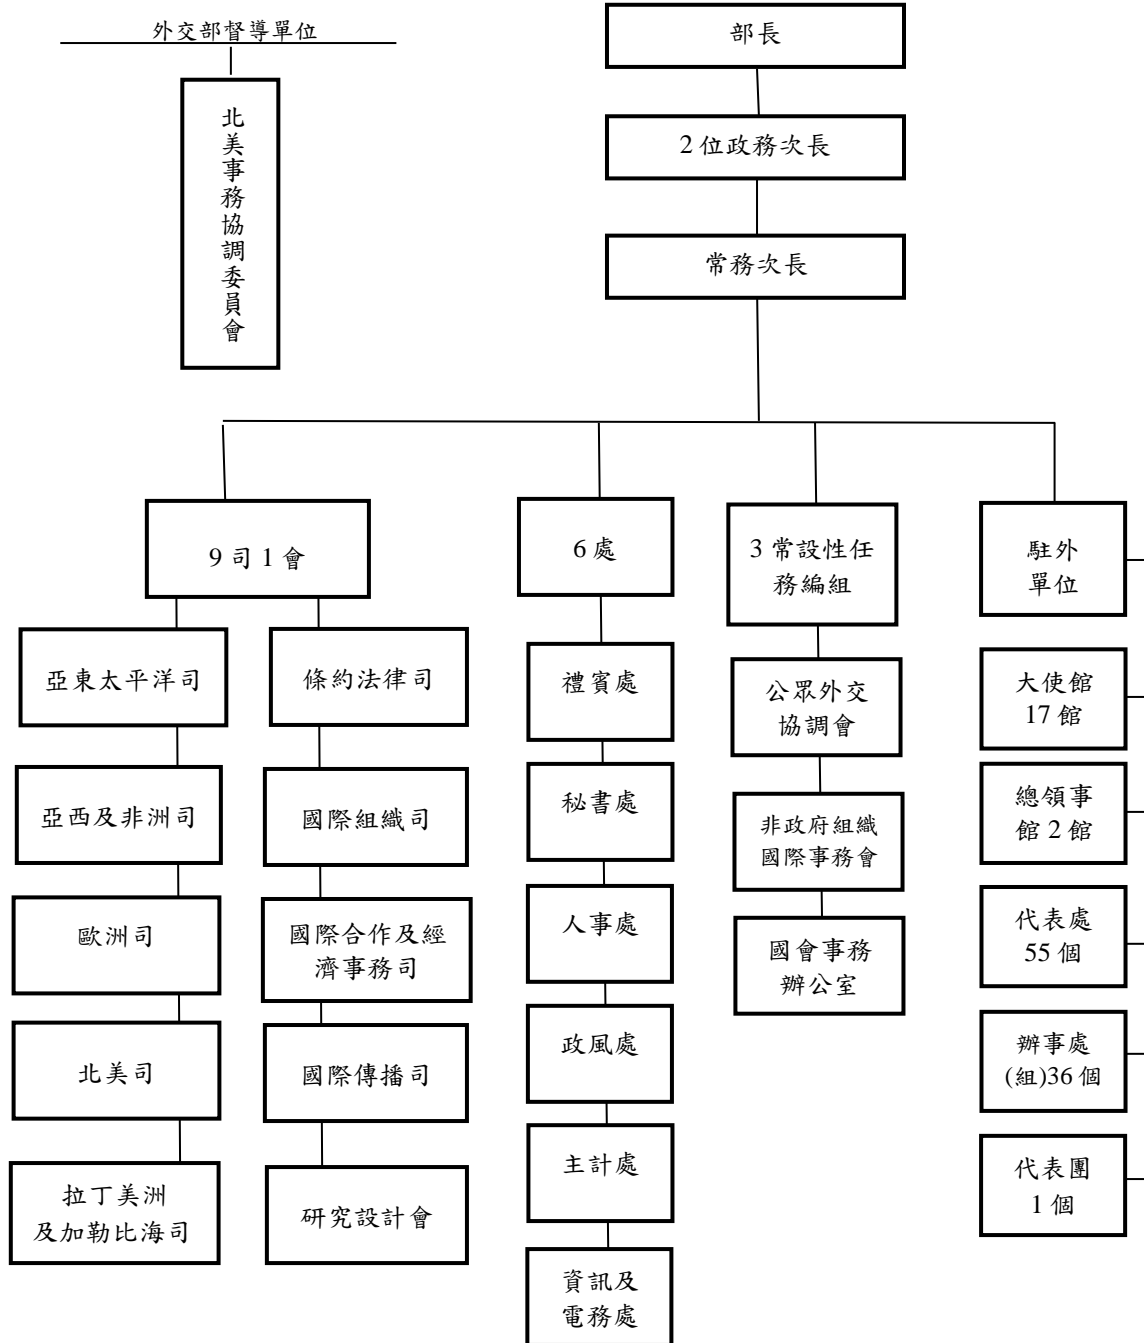 外交部督導單位
北美事務協調委員會
部長
2位政務次長
常務次長
9司1會
亞東太平洋司
亞西及非洲司
歐洲司
北美司
拉丁美洲
及加勒比海司
條約法律司
國際組織司
國際合作及經
濟事務司
國際傳播司
研究設計會
6處
禮賓處
秘書處
人事處
政風處
主計處
資訊及
電務處
3常設性任
務編組
公眾外交
協調會
非政府組織
國際事務會
國會事務
辦公室
駐外
單位
大使館
17館
總領事
館2館
代表處
55個
辦事處
(組)36個
代表團
1個